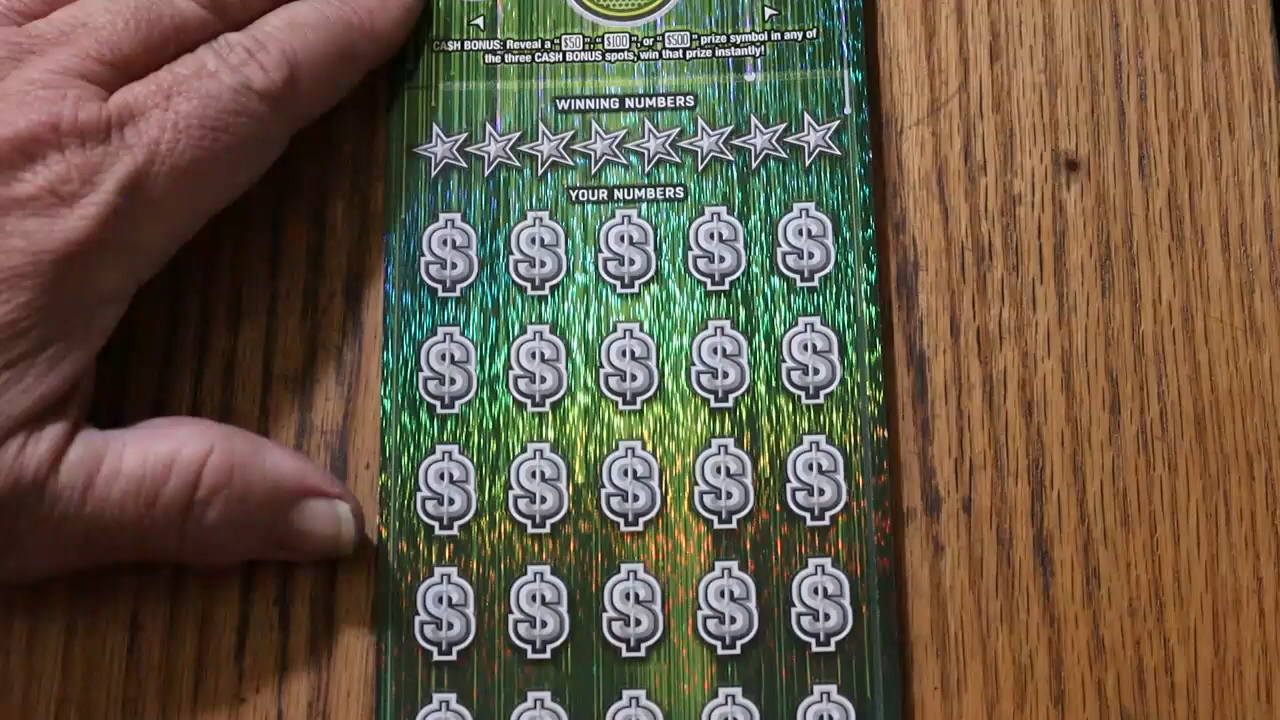 CA$H BONUS: Reveal a "$50", "$100", or "$500" prize symbol in any of
the three CA$H BONUS spots, win that prize instantly!
WINNING NUMBERS
YOUR NUMBERS
$ $ $ $ $
$ $ $ $ $
$ $ $ $ $
$ $ $ $ $
$ $ $ $ $